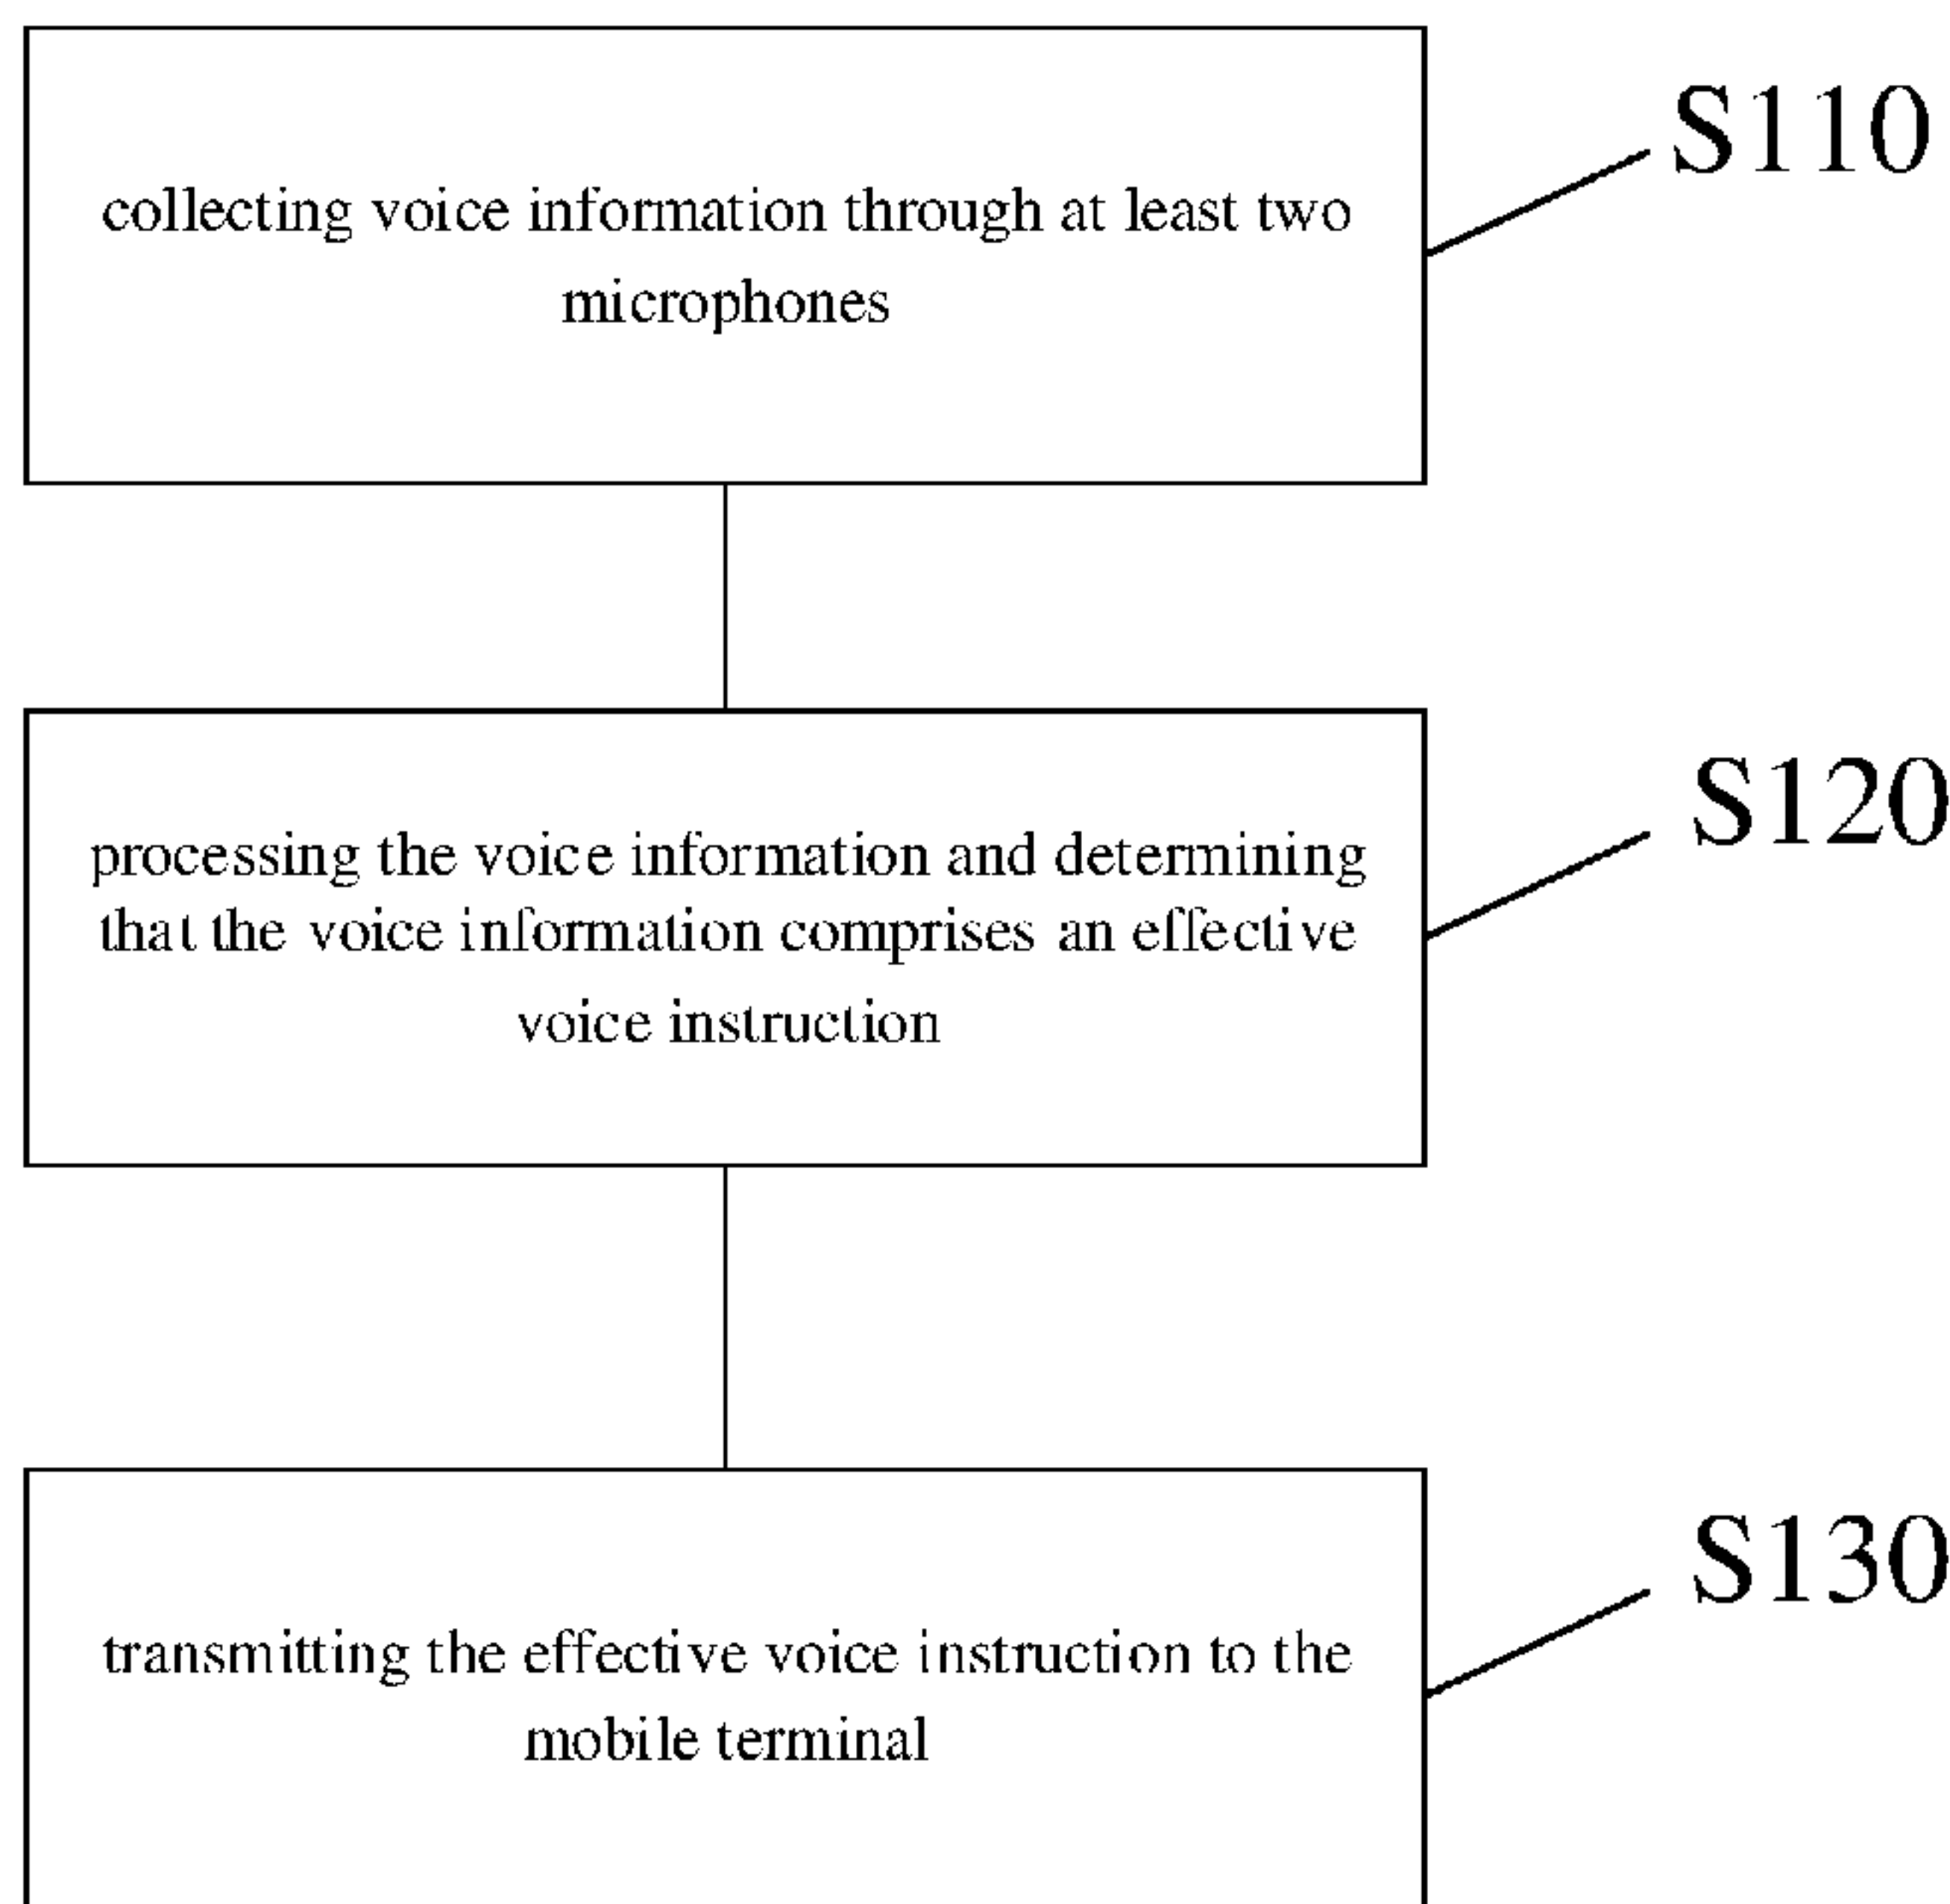 collecting voice information through at least two
microphones
S110
processing the voice information and determining
that the voice information comprises an effective
voice instruction
S120
transmitting the effective voice instruction to the
mobile terminal
S130